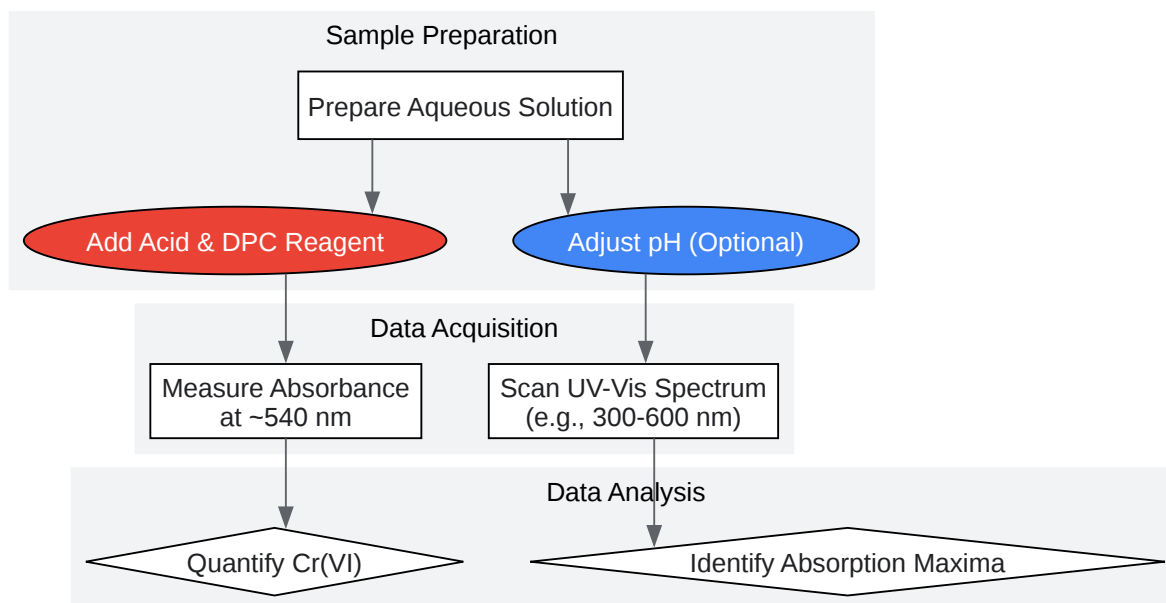 Sample Preparation
Prepare Aqueous Solution
Add Acid & DPC Reagent
Adjust pH (Optional)
Data Acquisition
Measure Absorbance
at ~540 nm
Scan UV-Vis Spectrum
(e.g., 300-600 nm)
Data Analysis
Quantify Cr(VI)
Identify Absorption Maxima